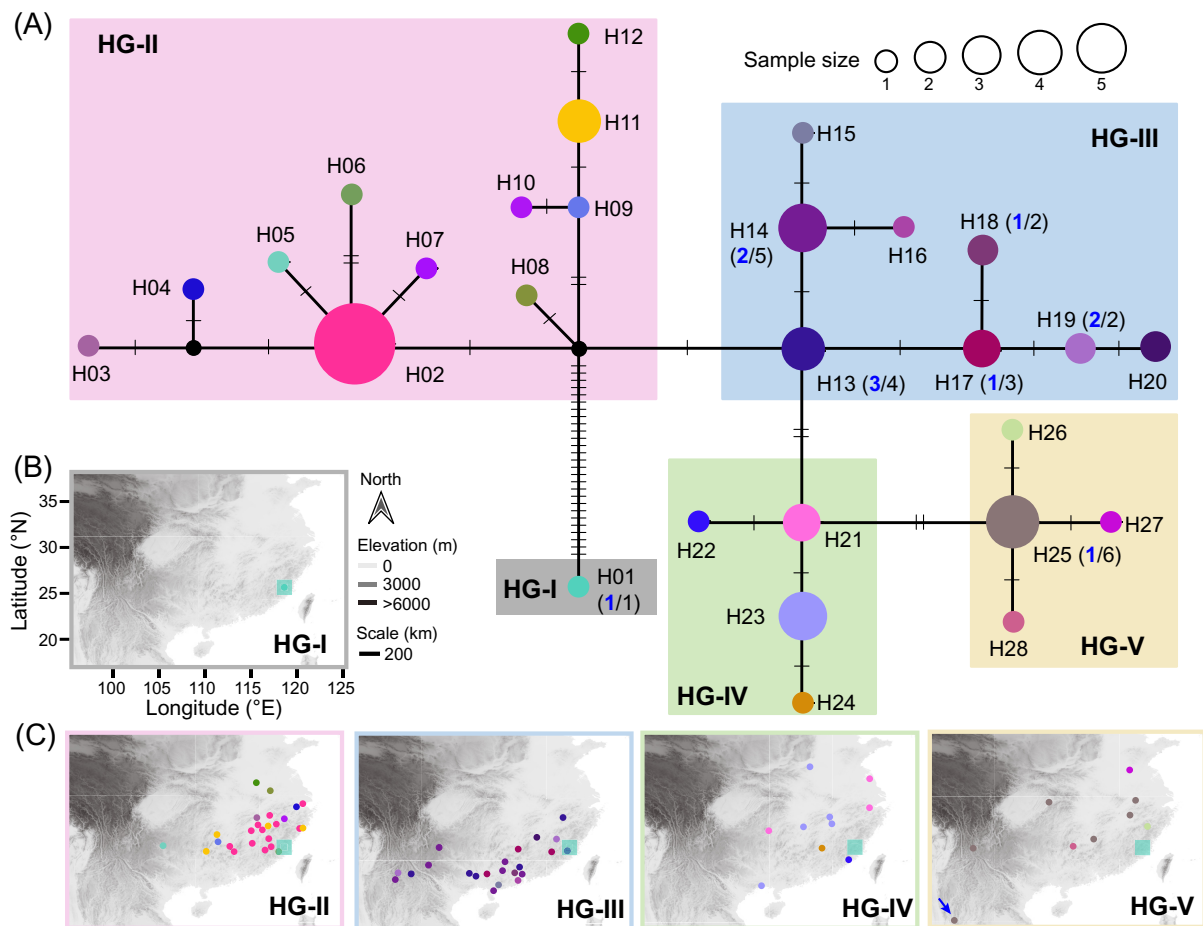 (A)
HG-II
H12
Sample size
1 2 3 4 5
H11
H15
HG-III
H06
H10
H09
H14
(2/5)
H16
H18 (1/2)
H05
H07
H04
H08
H19 (2/2)
H03
H02
H13 (3/4)
H17 (1/3)
H20
(B)
North
Elevation (m)
0
3000
>6000
Scale (km)
200
35
30
25
20
Latitude (°N)
HG-I
100 105 110 115 120 125
Longitude (°E)
HG-I
H01
(1/1)
H22
H21
H23
HG-IV
H24
H26
H27
H25 (1/6)
H28
HG-V
(C)
HG-II
HG-III
HG-IV
HG-V